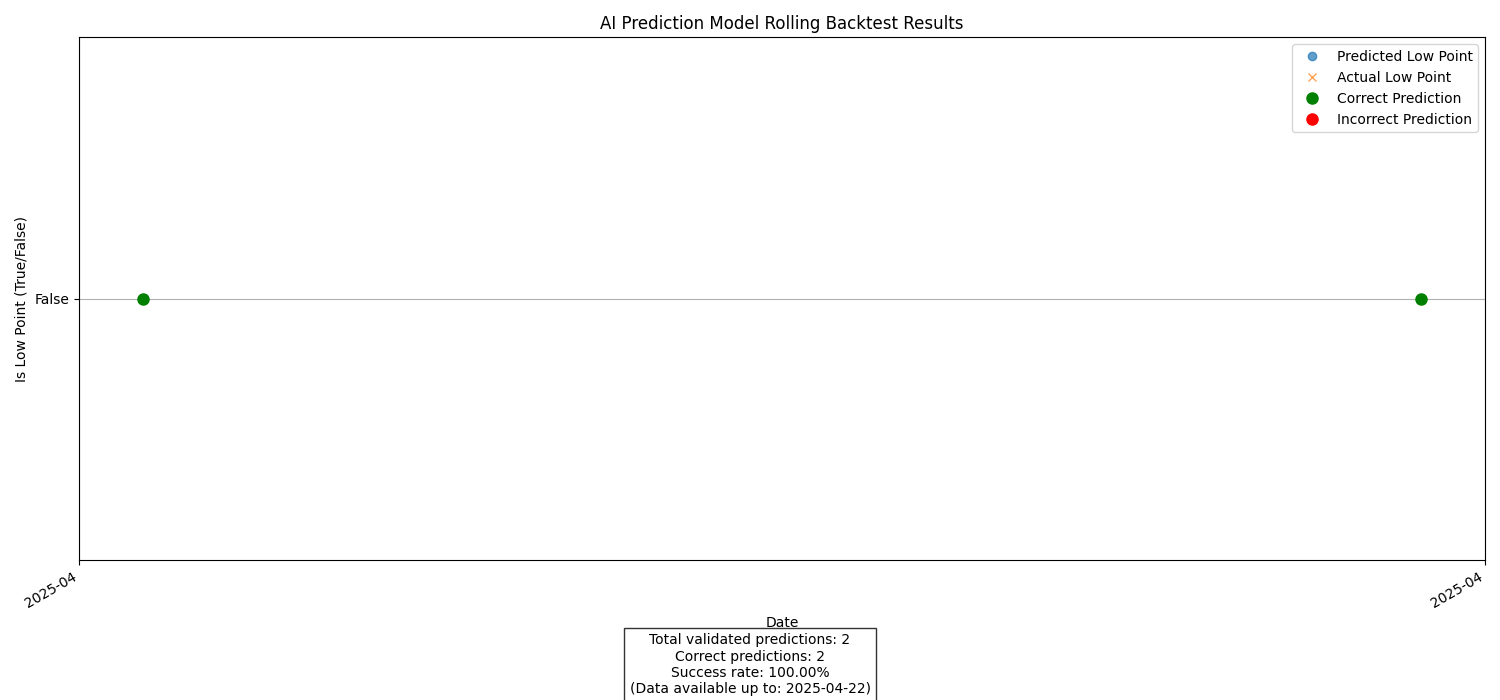 AI Prediction Model Rolling Backtest Results
Predicted Low Point
Actual Low Point
Correct Prediction
Incorrect Prediction
Is Low Point (True/False)
False
2025-04
2025-04
Date
Total validated predictions: 2
Correct predictions: 2
Success rate: 100.00%
(Data available up to: 2025-04-22)